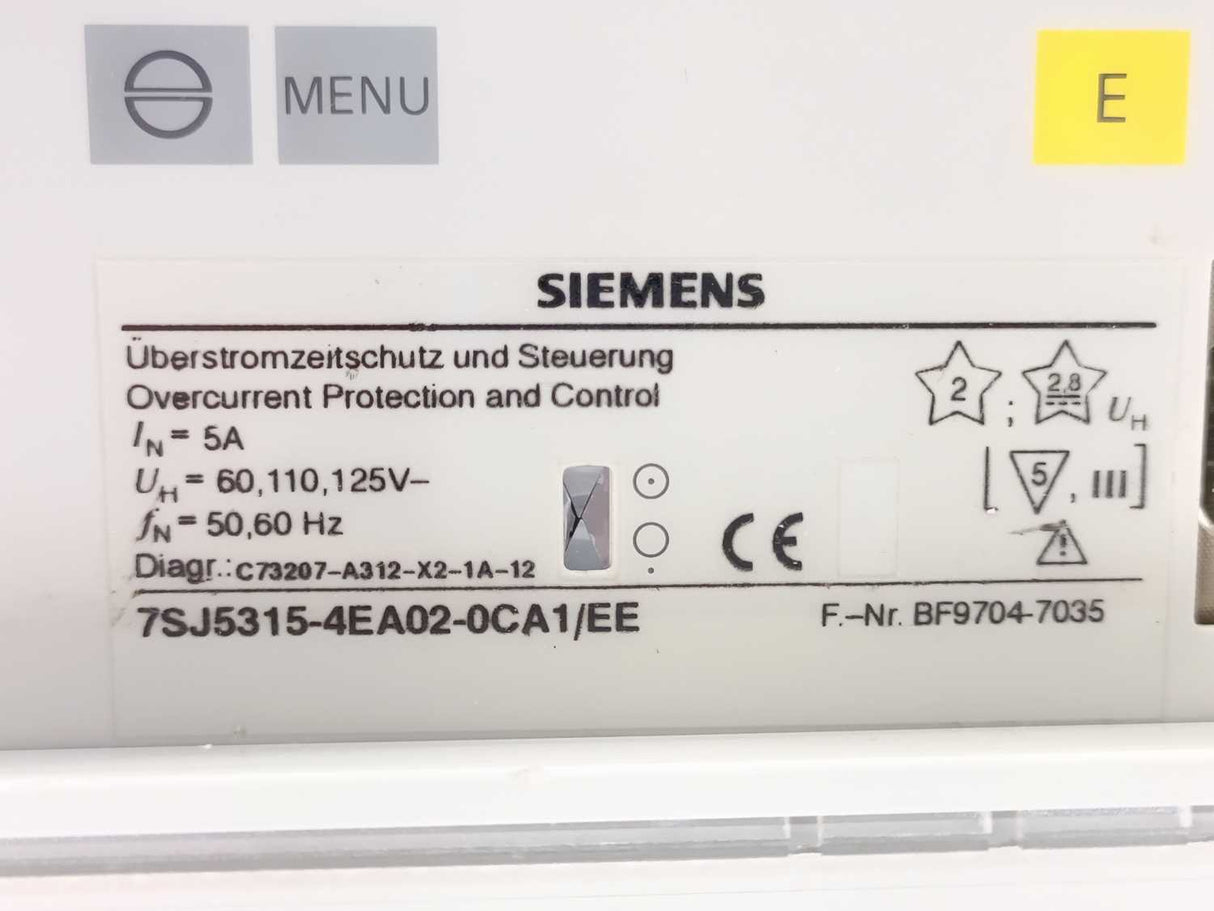 MENU
E
SIEMENS
Überstromzeitschutz und Steuerung
Overcurrent Protection and Control
2 ; 2,8 UH
IN = 5A
UH = 60,110,125V–
[ 5 , III ]
fN = 50,60 Hz
CE
!
Diagr.: C73207-A312-X2-1A-12
7SJ5315-4EA02-0CA1/EE
F.-Nr. BF9704-7035